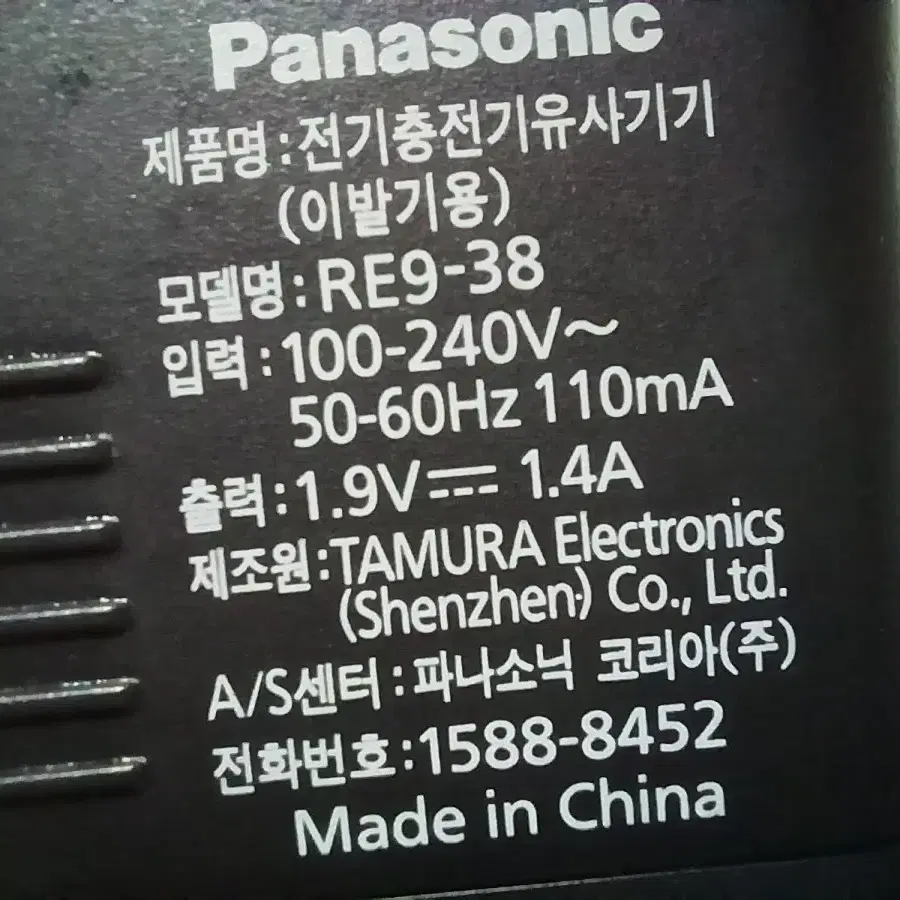 Panasonic
제품명:전기충전기유사기기
(이발기용)
모델명:RE9-38
입력:100-240V~
50-60Hz 110mA
출력:1.9V⎓ 1.4A
제조원:TAMURA Electronics
(Shenzhen) Co., Ltd.
A/S센터:파나소닉 코리아(주)
전화번호:1588-8452
Made in China